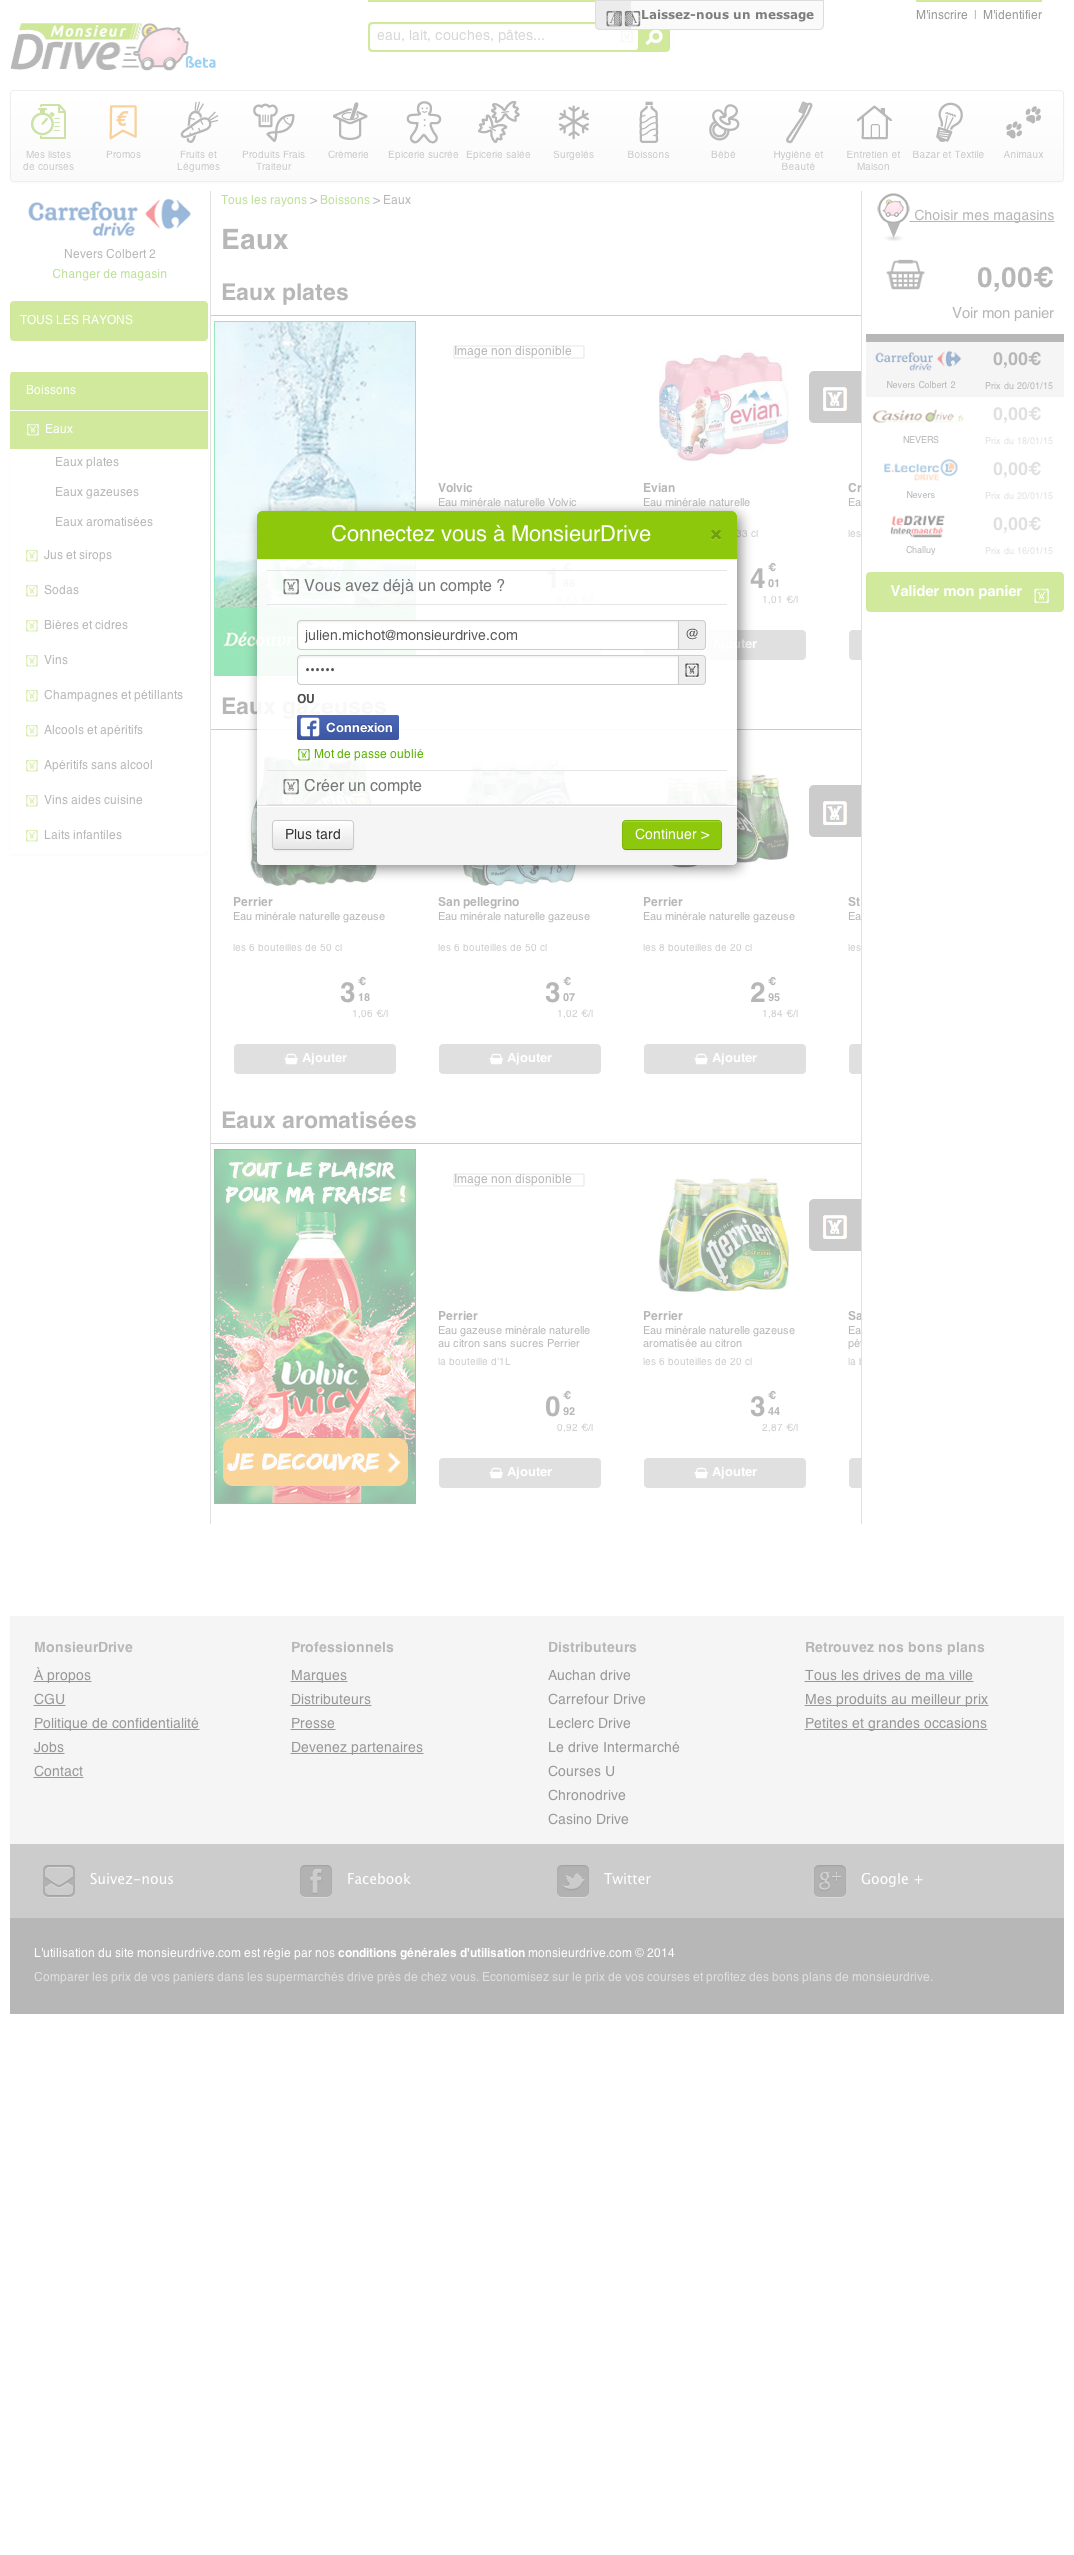 Monsieur
Drive
Beta
eau, lait, couches, pâtes...
Laissez-nous un message
M'inscrire | M'identifier
Mes listes
de courses
Promos
Fruits et
Légumes
Produits Frais
Traiteur
Crèmerie
Epicerie sucrée
Epicerie salée
Surgelés
Boissons
Bébé
Hygiène et
Beauté
Entretien et
Maison
Bazar et Textile
Animaux
Carrefour
drive
Nevers Colbert 2
Changer de magasin
TOUS LES RAYONS
Boissons
Eaux
Eaux plates
Eaux gazeuses
Eaux aromatisées
Jus et sirops
Sodas
Bières et cidres
Vins
Champagnes et pétillants
Alcools et apéritifs
Apéritifs sans alcool
Vins aides cuisine
Laits infantiles
Tous les rayons > Boissons > Eaux
Eaux
Eaux plates
Image non disponible
evian
Volvic
Eau minérale naturelle Volvic
Evian
Eau minérale naturelle
33 cl
4 € 01
1,01 €/l
Connectez vous à MonsieurDrive
×
Vous avez déjà un compte ?
julien.michot@monsieurdrive.com
@
••••••
OU
Connexion
Mot de passe oublié
Créer un compte
Plus tard
Continuer >
Eaux gazeuses
Perrier
Eau minérale naturelle gazeuse
les 6 bouteilles de 50 cl
3 € 18
1,06 €/l
Ajouter
San pellegrino
Eau minérale naturelle gazeuse
les 6 bouteilles de 50 cl
3 € 07
1,02 €/l
Ajouter
Perrier
Eau minérale naturelle gazeuse
les 8 bouteilles de 20 cl
2 € 95
1,84 €/l
Ajouter
Eaux aromatisées
TOUT LE PLAISIR
POUR MA FRAISE !
Volvic
JUICY
JE DECOUVRE >
Image non disponible
Perrier
Eau gazeuse minérale naturelle
au citron sans sucres Perrier
la bouteille d'1L
0 € 92
0,92 €/l
Ajouter
perrier
Perrier
Eau minérale naturelle gazeuse
aromatisée au citron
les 6 bouteilles de 20 cl
3 € 44
2,87 €/l
Ajouter
Choisir mes magasins
0,00€
Voir mon panier
Carrefour
drive
0,00€
Nevers Colbert 2
Prix du 20/01/15
Casino drive.fr
0,00€
NEVERS
Prix du 18/01/15
E.Leclerc
DRIVE
0,00€
Nevers
Prix du 20/01/15
leDRIVE
Intermarché
0,00€
Challuy
Prix du 16/01/15
Valider mon panier
MonsieurDrive
À propos
CGU
Politique de confidentialité
Jobs
Contact
Professionnels
Marques
Distributeurs
Presse
Devenez partenaires
Distributeurs
Auchan drive
Carrefour Drive
Leclerc Drive
Le drive Intermarché
Courses U
Chronodrive
Casino Drive
Retrouvez nos bons plans
Tous les drives de ma ville
Mes produits au meilleur prix
Petites et grandes occasions
Suivez-nous
Facebook
Twitter
Google +
L'utilisation du site monsieurdrive.com est régie par nos conditions générales d'utilisation monsieurdrive.com © 2014
Comparer les prix de vos paniers dans les supermarchés drive près de chez vous. Economisez sur le prix de vos courses et profitez des bons plans de monsieurdrive.